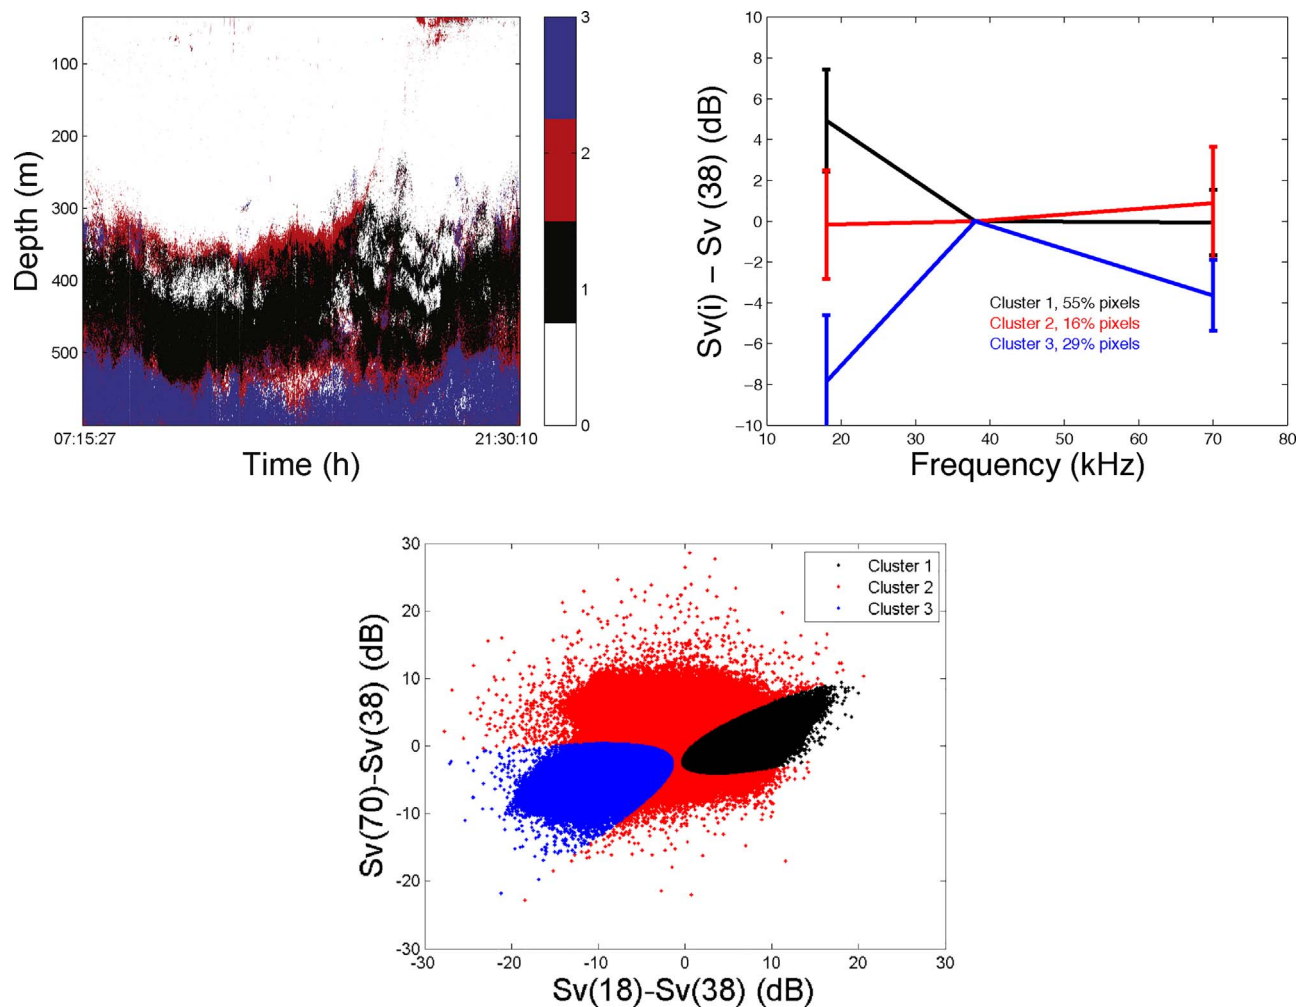 100
200
300
400
500
Depth (m)
07:15:27
21:30:10
Time (h)
3
2
1
0
10
8
6
4
2
0
−2
−4
−6
−8
−10
Sv(i) − Sv (38) (dB)
Cluster 1, 55% pixels
Cluster 2, 16% pixels
Cluster 3, 29% pixels
10 20 30 40 50 60 70 80
Frequency (kHz)
30
20
10
0
-10
-20
-30
Sv(70)-Sv(38) (dB)
Cluster 1
Cluster 2
Cluster 3
-30 -20 -10 0 10 20 30
Sv(18)-Sv(38) (dB)